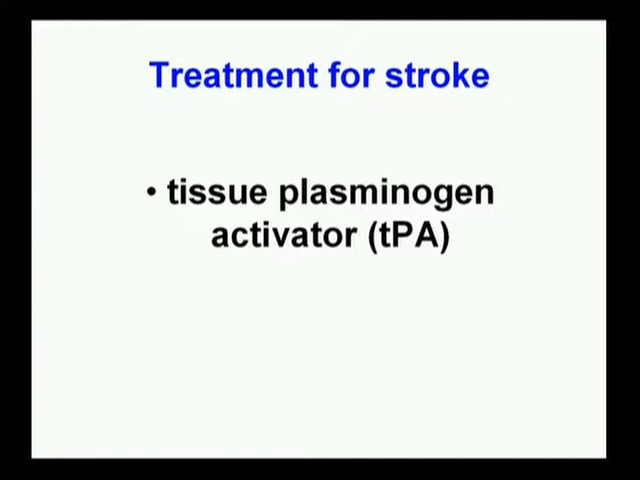 Treatment for stroke
• tissue plasminogen
activator (tPA)